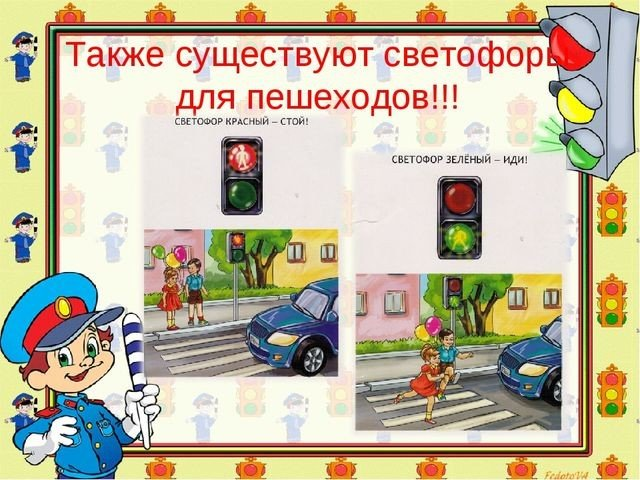 Также существуют светофоры
для пешеходов!!!
СВЕТОФОР КРАСНЫЙ – СТОЙ!
СВЕТОФОР ЗЕЛЁНЫЙ – ИДИ!
FedotoVA